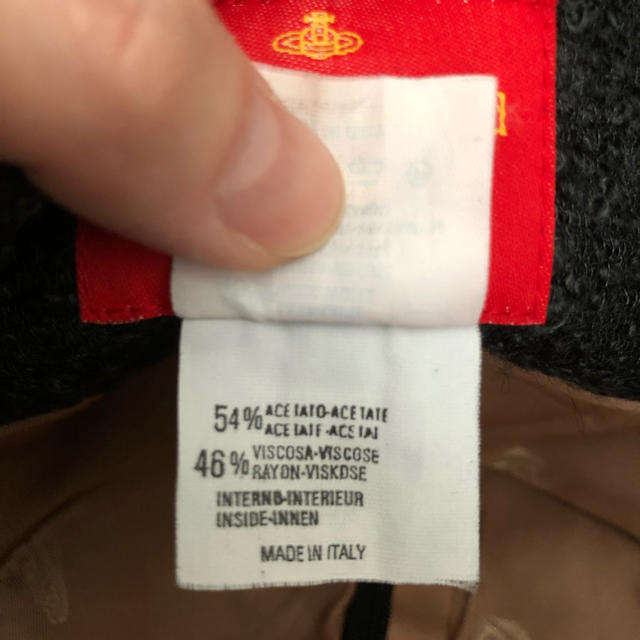 54% ACETATO-ACETATE
ACETATE-ACETAT
46% VISCOSA-VISCOSE
RAYON-VISKOSE
INTERNO-INTERIEUR
INSIDE-INNEN
MADE IN ITALY